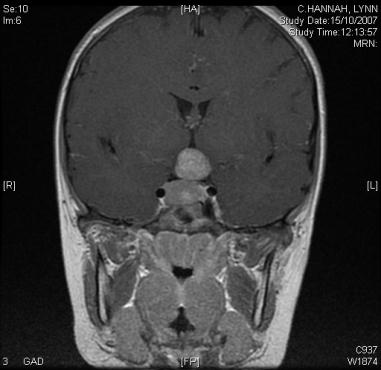 Se:10
Im:6
[HA]
C.HANNAH, LYNN
Study Date:15/10/2007
Study Time:12:13:57
MRN:
[R]
[L]
3 GAD
[FP]
C937
W1874